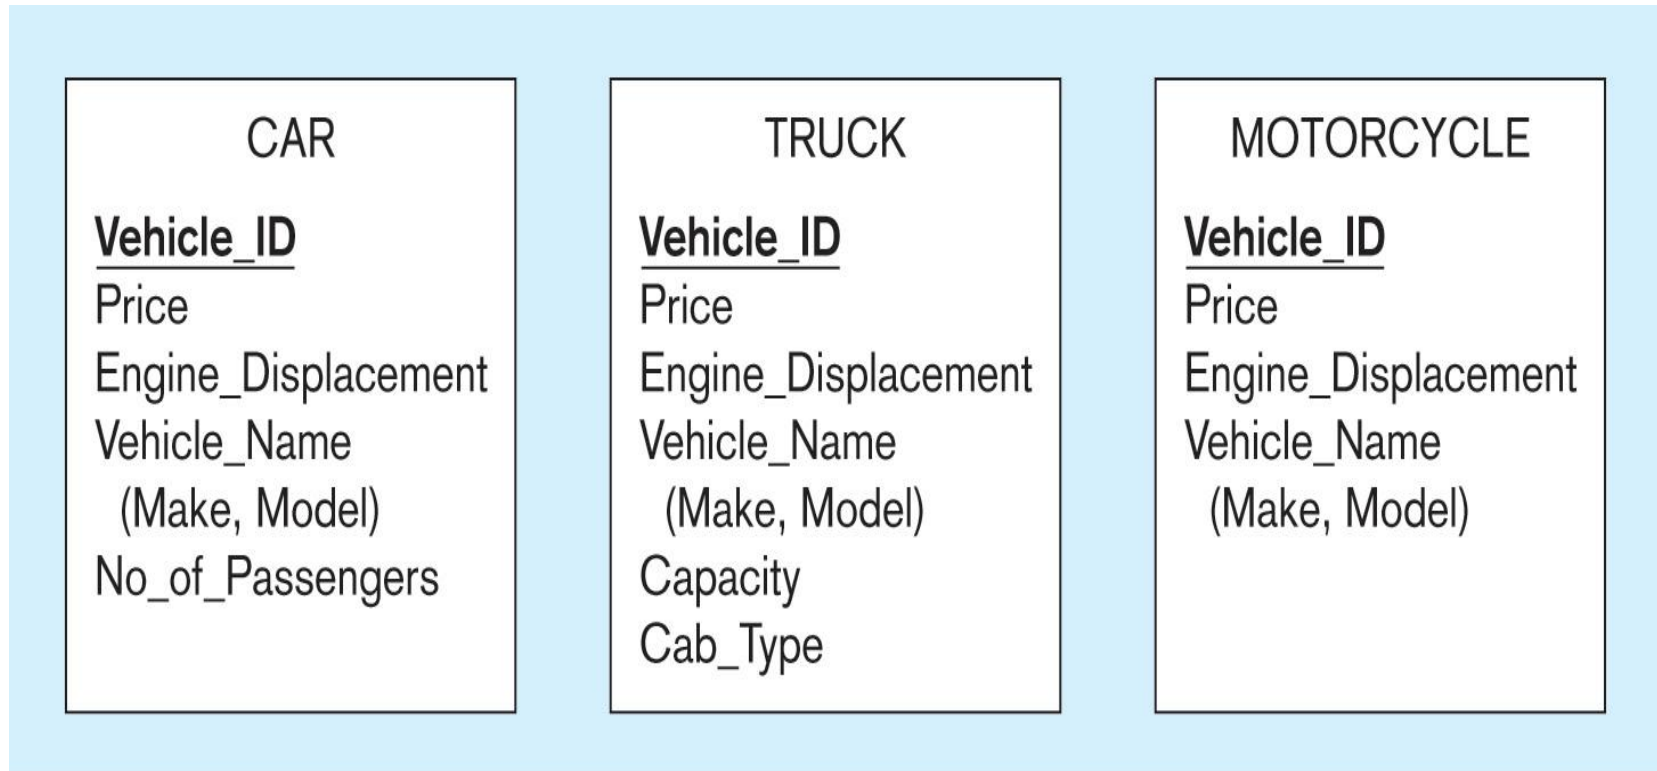 CAR
Vehicle_ID
Price
Engine_Displacement
Vehicle_Name
(Make, Model)
No_of_Passengers
TRUCK
Vehicle_ID
Price
Engine_Displacement
Vehicle_Name
(Make, Model)
Capacity
Cab_Type
MOTORCYCLE
Vehicle_ID
Price
Engine_Displacement
Vehicle_Name
(Make, Model)